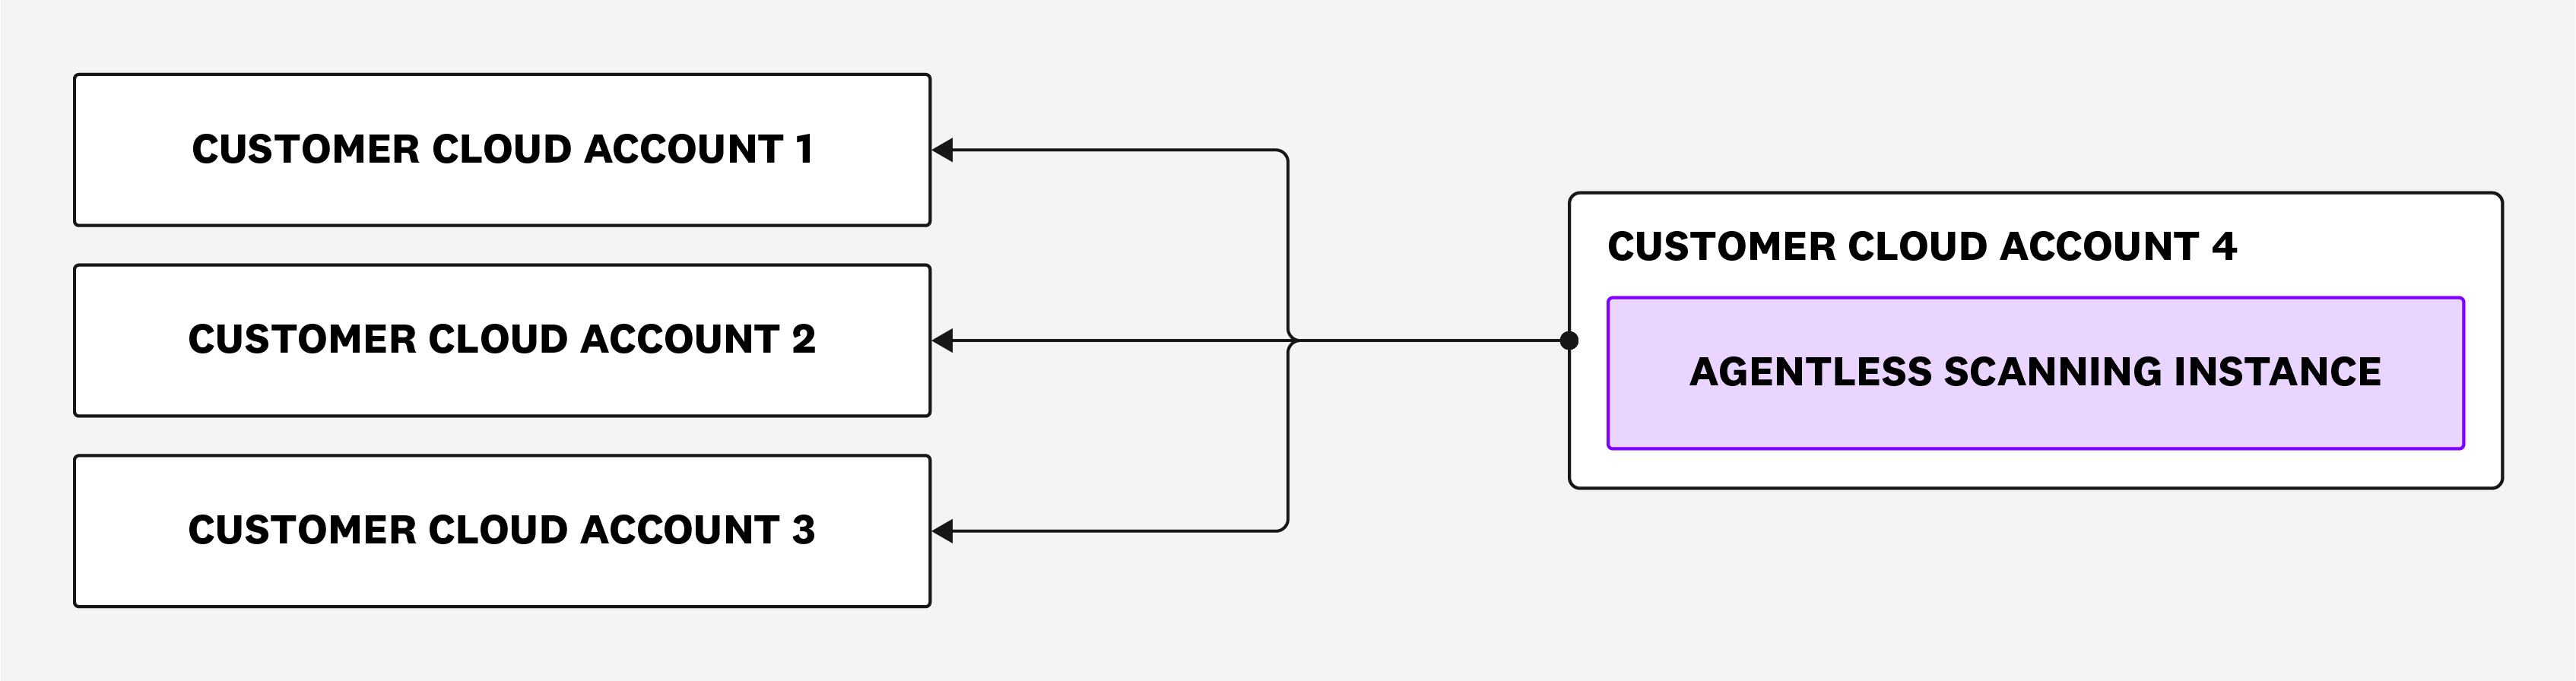 CUSTOMER CLOUD ACCOUNT 1
CUSTOMER CLOUD ACCOUNT 2
CUSTOMER CLOUD ACCOUNT 3
CUSTOMER CLOUD ACCOUNT 4
AGENTLESS SCANNING INSTANCE